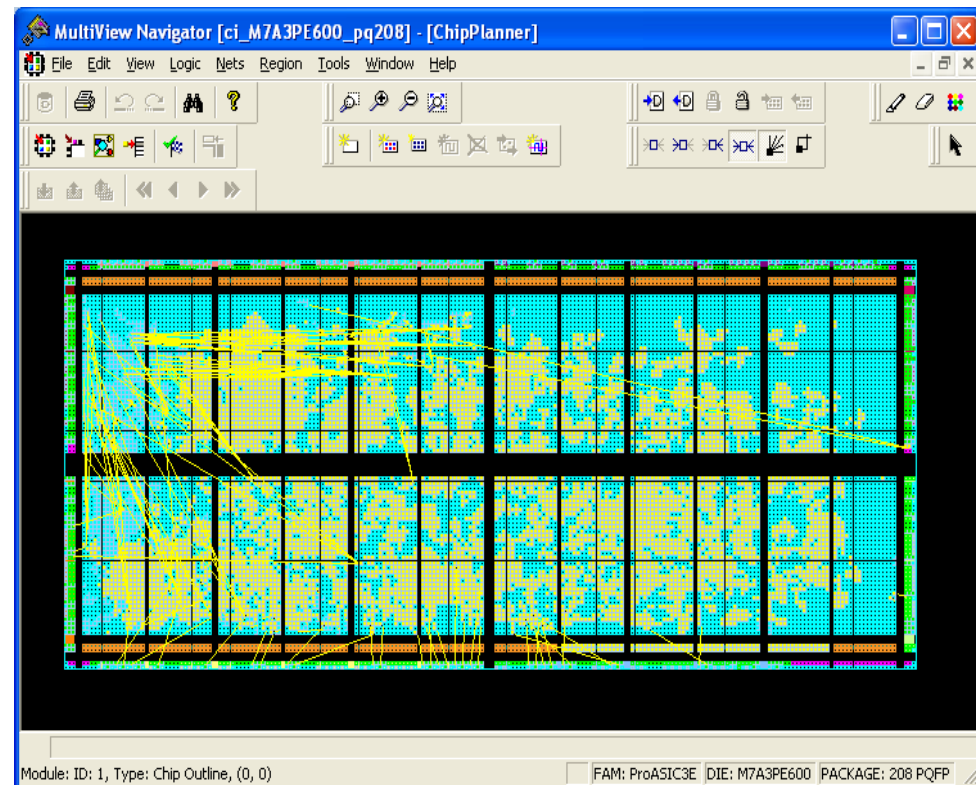 MultiView Navigator [ci_M7A3PE600_pq208] - [ChipPlanner]
File Edit View Logic Nets Region Tools Window Help
Module: ID: 1, Type: Chip Outline, (0, 0) FAM: ProASIC3E DIE: M7A3PE600 PACKAGE: 208 PQFP